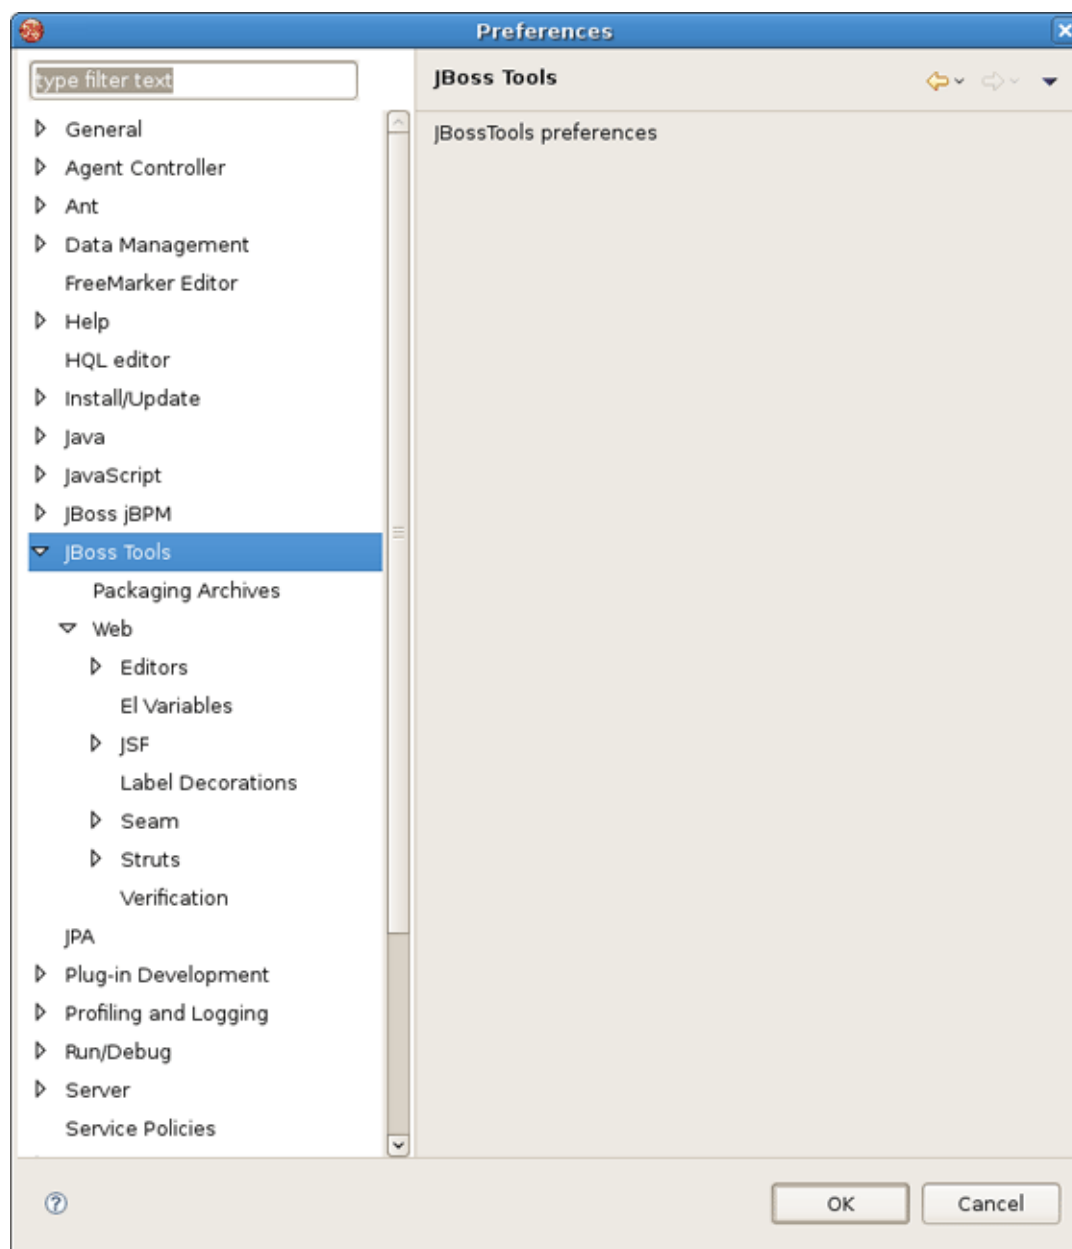 Preferences
type filter text
JBoss Tools
General
JBossTools preferences
Agent Controller
Ant
Data Management
FreeMarker Editor
Help
HQL editor
Install/Update
Java
JavaScript
JBoss jBPM
JBoss Tools
Packaging Archives
Web
Editors
El Variables
JSF
Label Decorations
Seam
Struts
Verification
JPA
Plug-in Development
Profiling and Logging
Run/Debug
Server
Service Policies
OK
Cancel